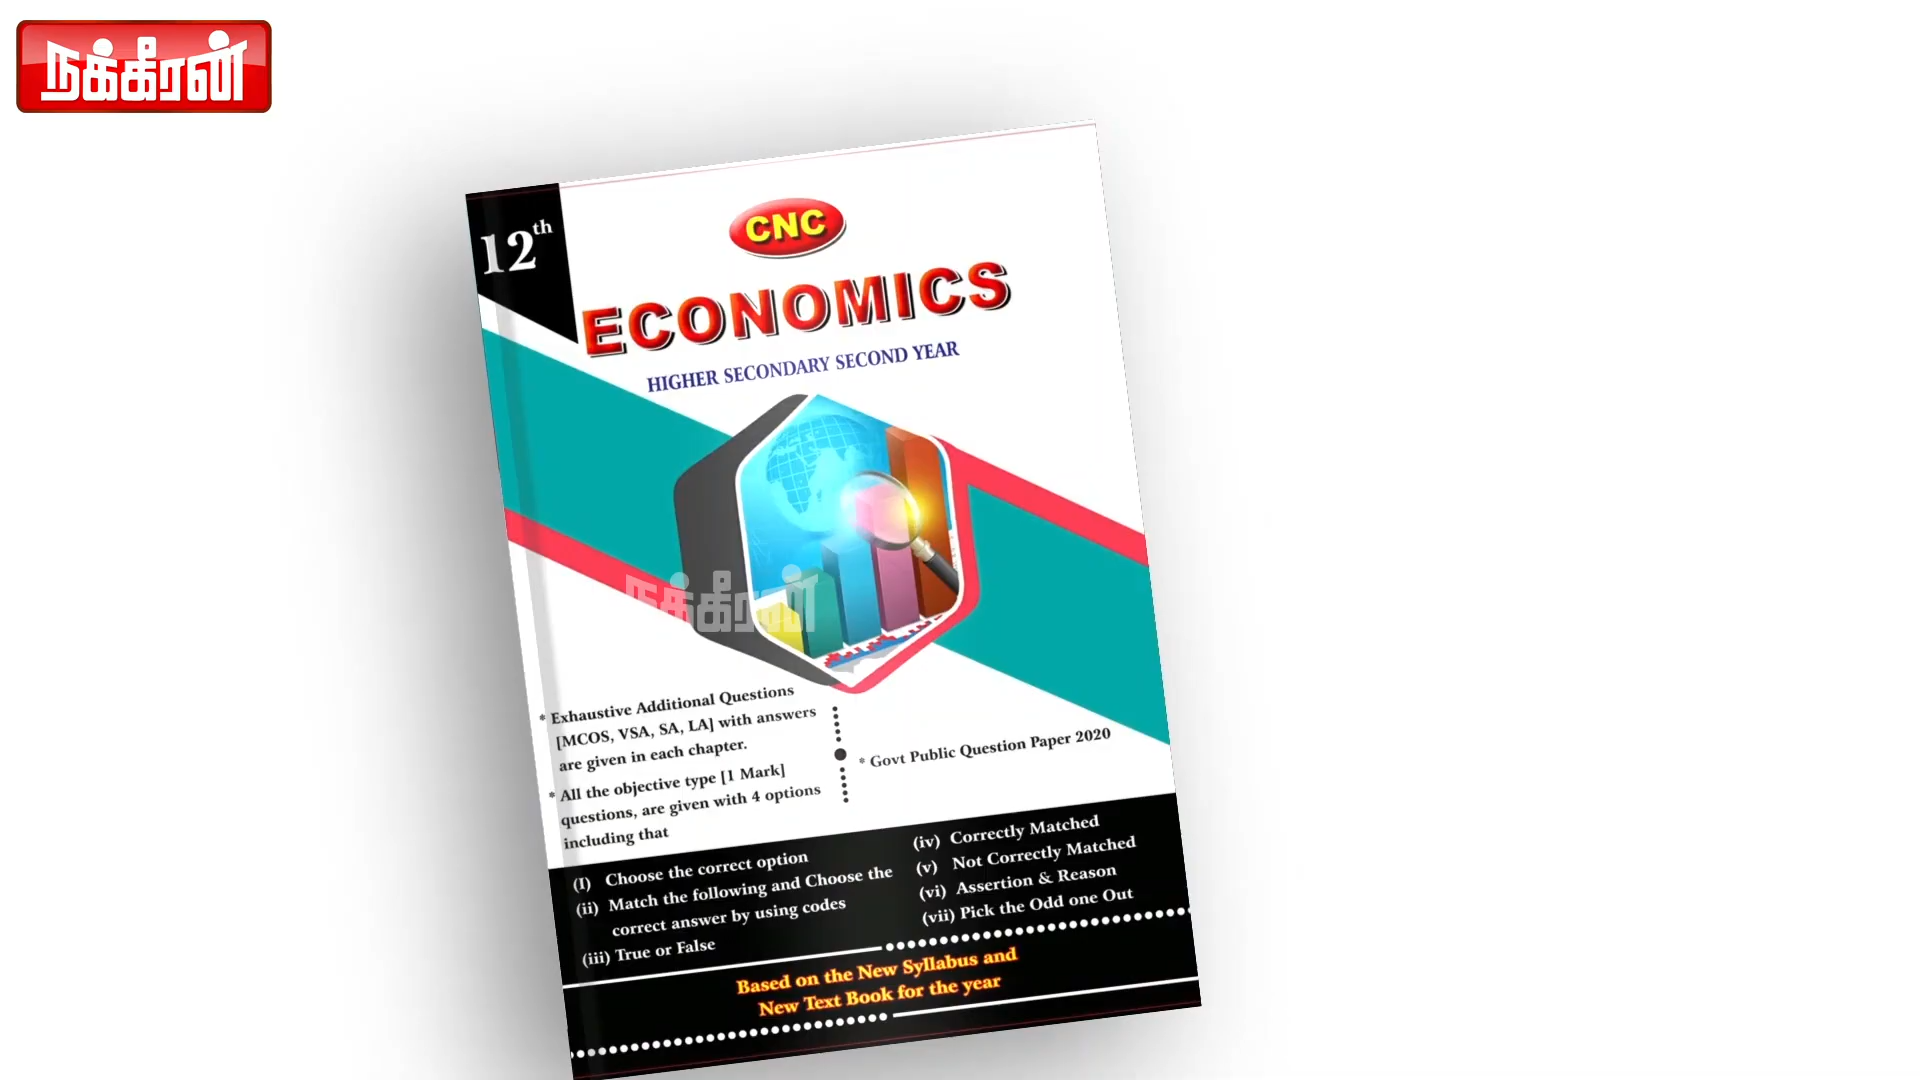 நக்கீரன்
12th
CNC
ECONOMICS
HIGHER SECONDARY SECOND YEAR
நக்கீரன்
* Exhaustive Additional Questions
[MCOS, VSA, SA, LA] with answers
are given in each chapter.
* All the objective type [1 Mark]
questions, are given with 4 options
including that
* Govt Public Question Paper 2020
(I) Choose the correct option
(ii) Match the following and Choose the
correct answer by using codes
(iii) True or False
(iv) Correctly Matched
(v) Not Correctly Matched
(vi) Assertion & Reason
(vii) Pick the Odd one Out
Based on the New Syllabus and
New Text Book for the year